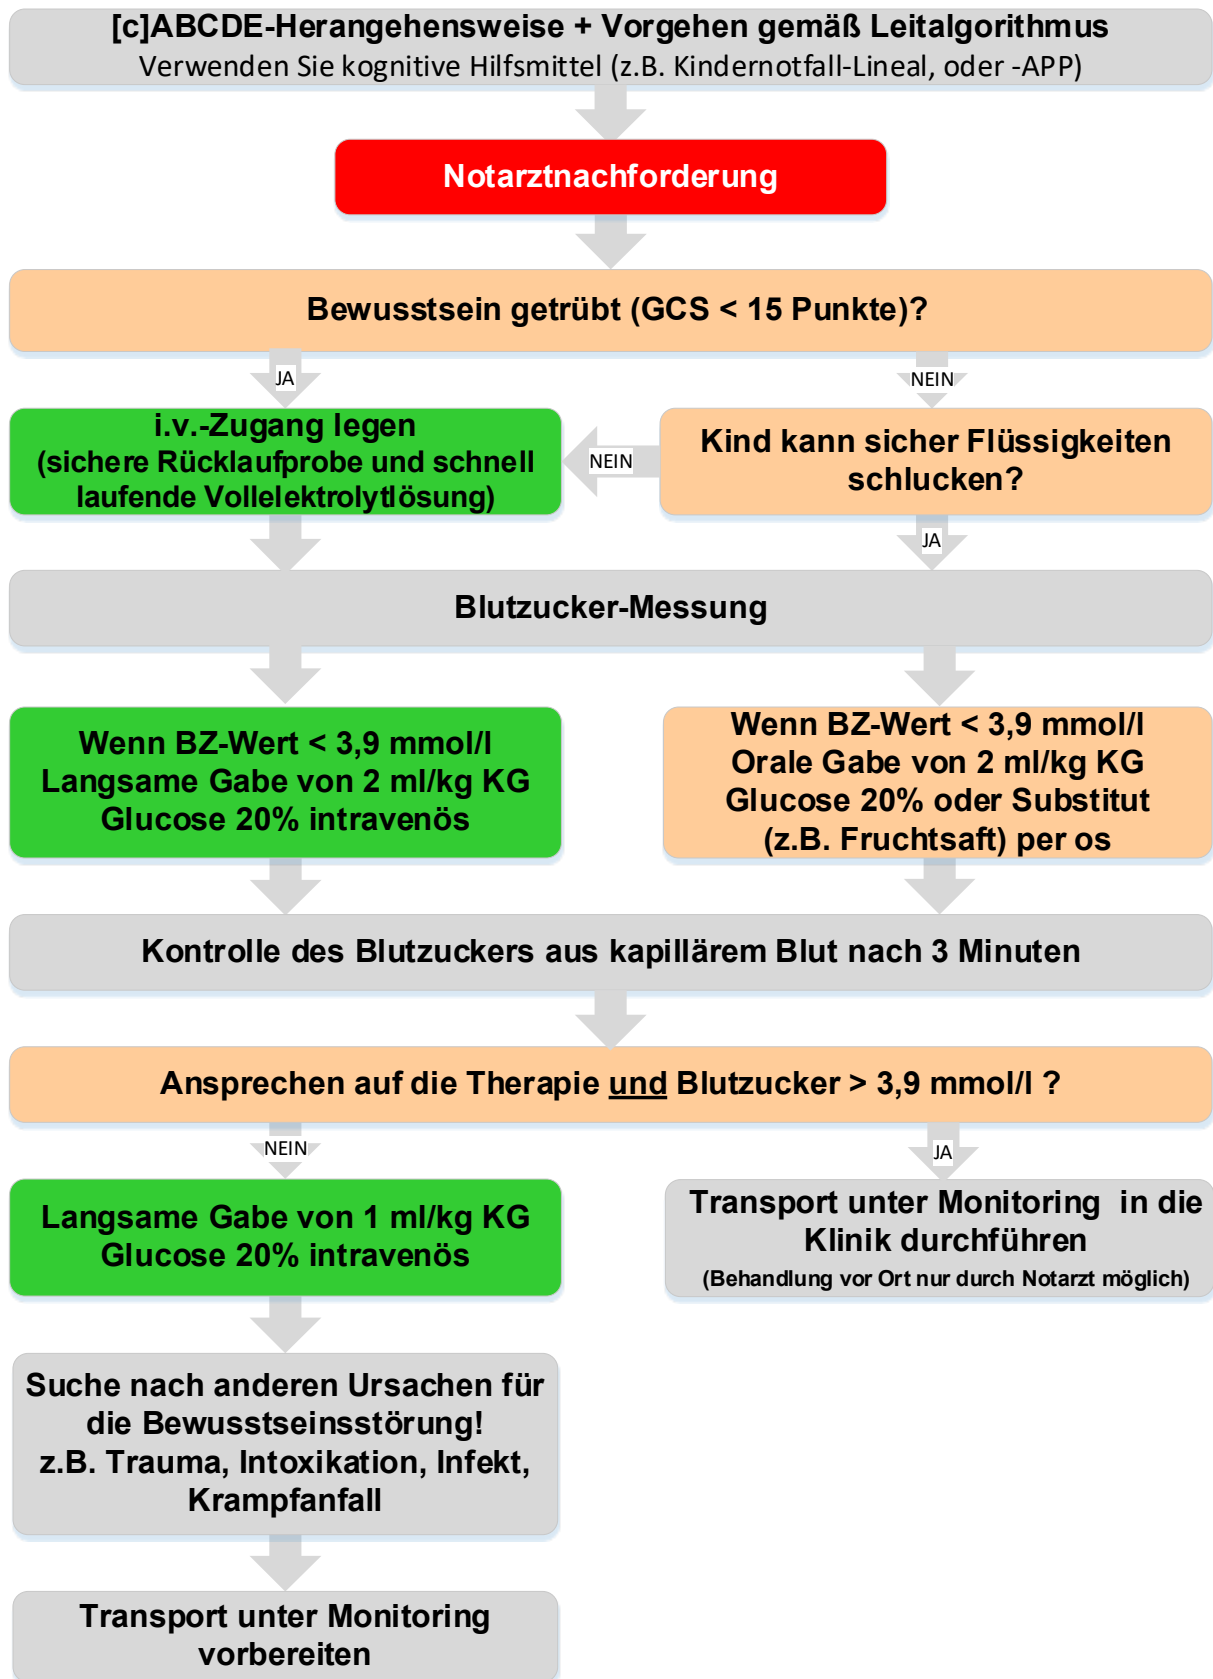 [c]ABCDE-Herangehensweise + Vorgehen gemäß Leitalgorithmus
Verwenden Sie kognitive Hilfsmittel (z.B. Kindernotfall-Lineal, oder -APP)
Notarztnachforderung
Bewusstsein getrübt (GCS < 15 Punkte)?
JA
NEIN
i.v.-Zugang legen
(sichere Rücklaufprobe und schnell
laufende Vollelektrolytlösung)
NEIN
Kind kann sicher Flüssigkeiten
schlucken?
JA
Blutzucker-Messung
Wenn BZ-Wert < 3,9 mmol/l
Langsame Gabe von 2 ml/kg KG
Glucose 20% intravenös
Wenn BZ-Wert < 3,9 mmol/l
Orale Gabe von 2 ml/kg KG
Glucose 20% oder Substitut
(z.B. Fruchtsaft) per os
Kontrolle des Blutzuckers aus kapillärem Blut nach 3 Minuten
Ansprechen auf die Therapie und Blutzucker > 3,9 mmol/l ?
NEIN
JA
Langsame Gabe von 1 ml/kg KG
Glucose 20% intravenös
Transport unter Monitoring in die
Klinik durchführen
(Behandlung vor Ort nur durch Notarzt möglich)
Suche nach anderen Ursachen für
die Bewusstseinsstörung!
z.B. Trauma, Intoxikation, Infekt,
Krampfanfall
Transport unter Monitoring
vorbereiten